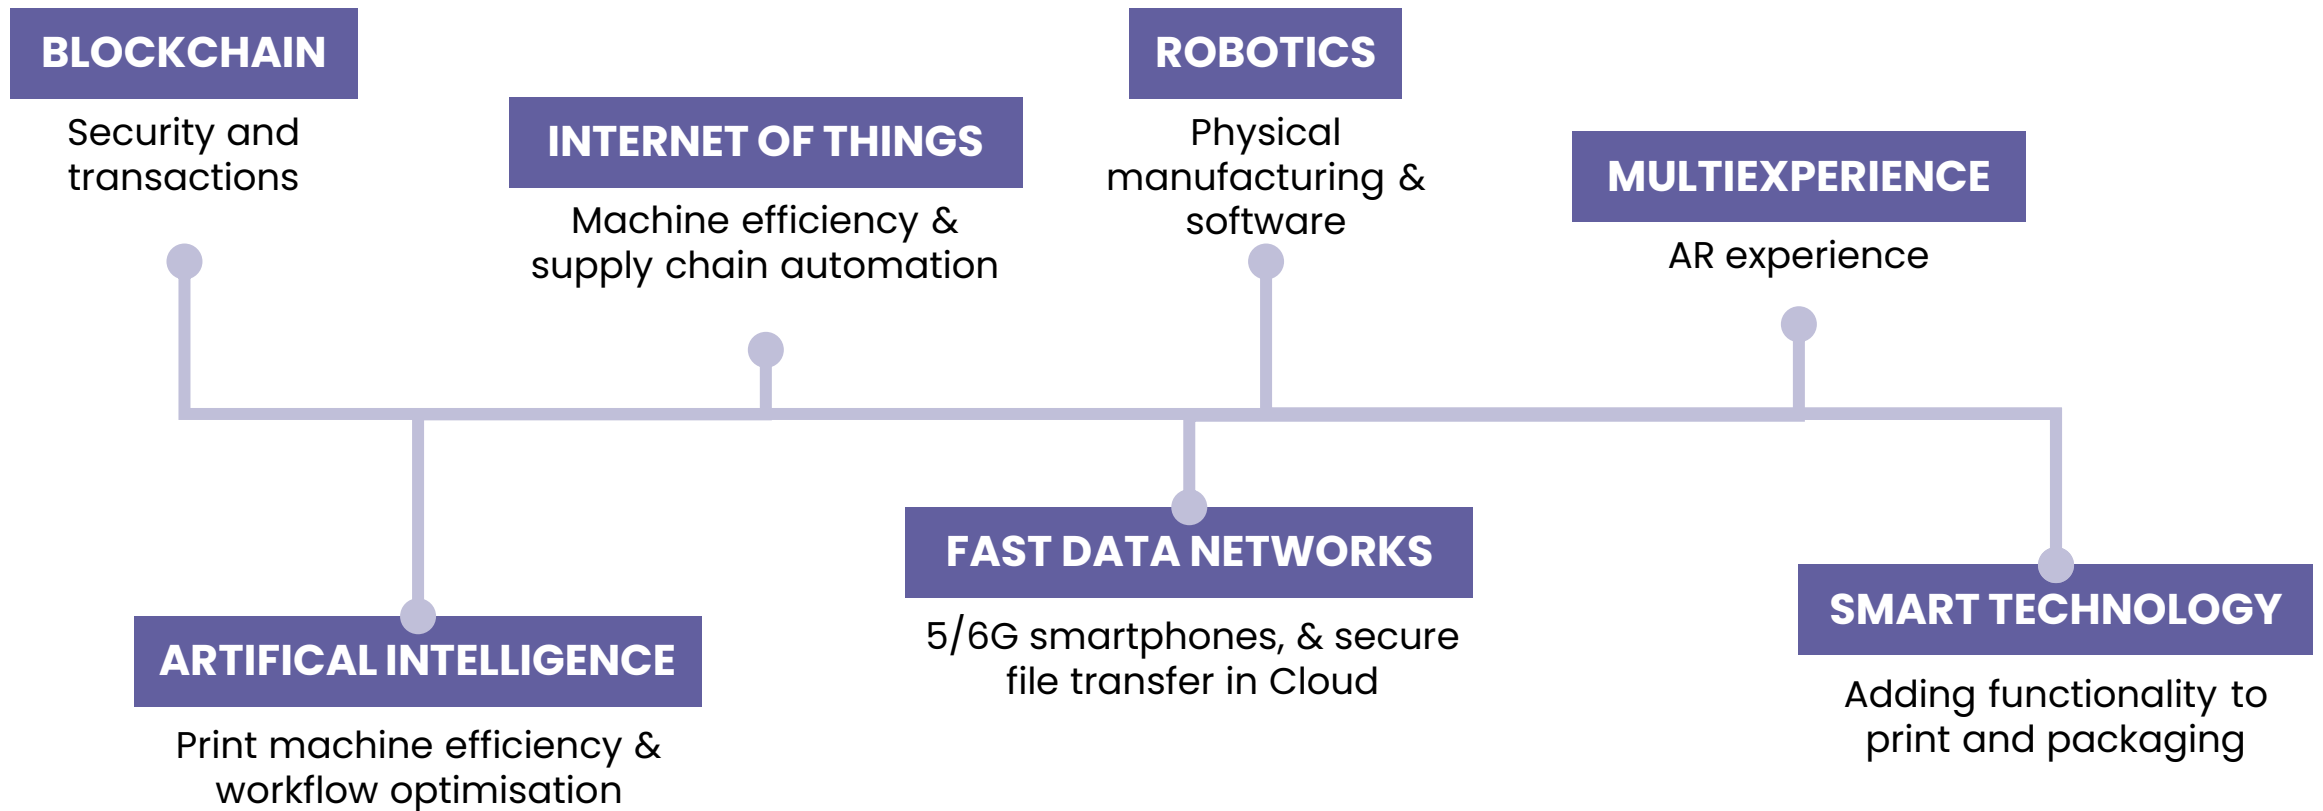 BLOCKCHAIN
Security and
transactions
INTERNET OF THINGS
Machine efficiency &
supply chain automation
ROBOTICS
Physical
manufacturing &
software
MULTIEXPERIENCE
AR experience
ARTIFICAL INTELLIGENCE
Print machine efficiency &
workflow optimisation
FAST DATA NETWORKS
5/6G smartphones, & secure
file transfer in Cloud
SMART TECHNOLOGY
Adding functionality to
print and packaging